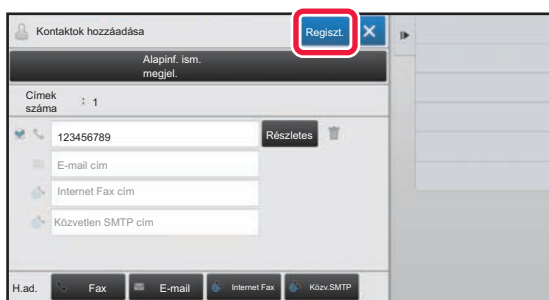 Kontaktok hozzáadása
Regiszt.
Alapinf. ism.
megjel.
Címek
száma : 1
123456789
Részletes
E-mail cím
Internet Fax cím
Közvetlen SMTP cím
H.ad. Fax E-mail Internet Fax Közv.SMTP